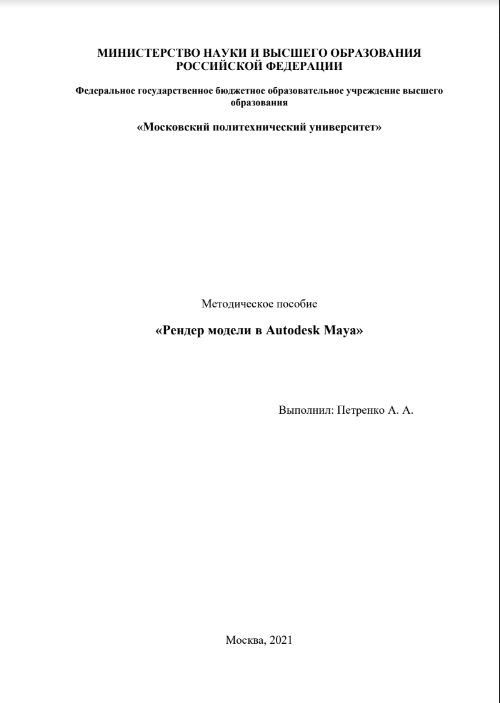 МИНИСТЕРСТВО НАУКИ И ВЫСШЕГО ОБРАЗОВАНИЯ
РОССИЙСКОЙ ФЕДЕРАЦИИ
Федеральное государственное бюджетное образовательное учреждение высшего
образования
«Московский политехнический университет»
Методическое пособие
«Рендер модели в Autodesk Maya»
Выполнил: Петренко А. А.
Москва, 2021